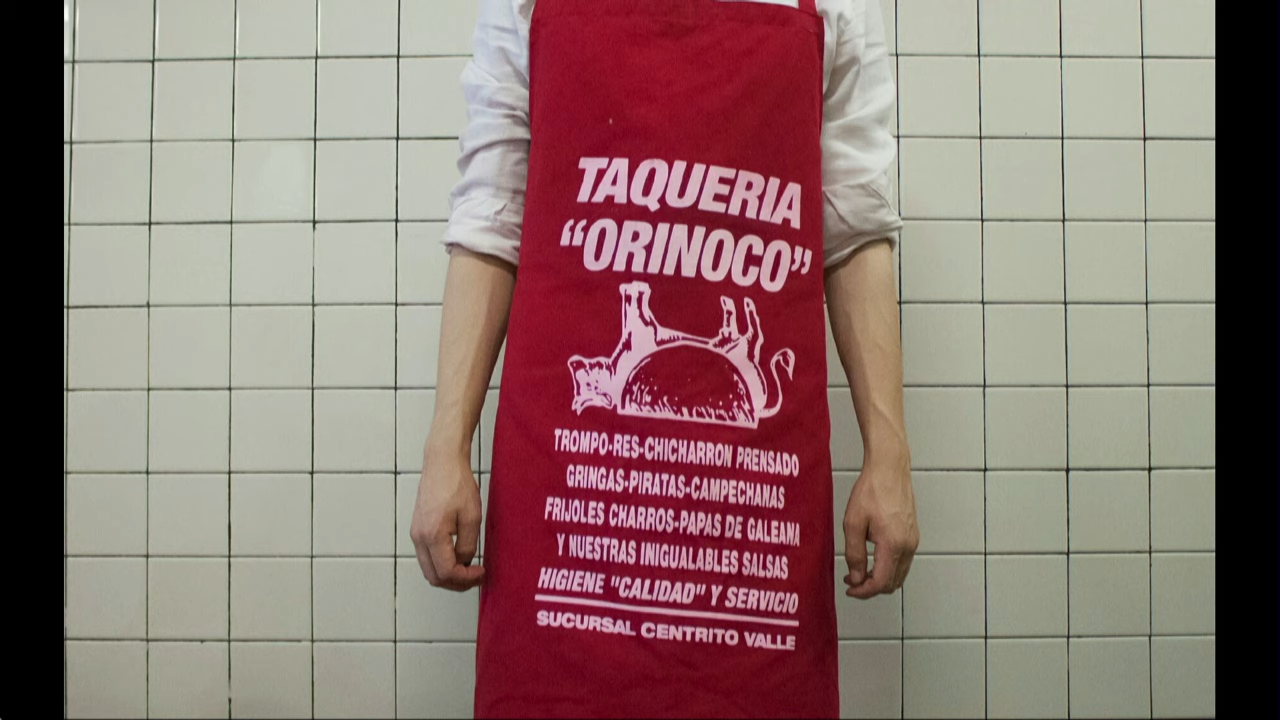 TAQUERIA
“ORINOCO”
TROMPO-RES-CHICHARRON PRENSADO
GRINGAS-PIRATAS-CAMPECHANAS
FRIJOLES CHARROS-PAPAS DE GALEANA
Y NUESTRAS INIGUALABLES SALSAS
HIGIENE "CALIDAD" Y SERVICIO
SUCURSAL CENTRITO VALLE